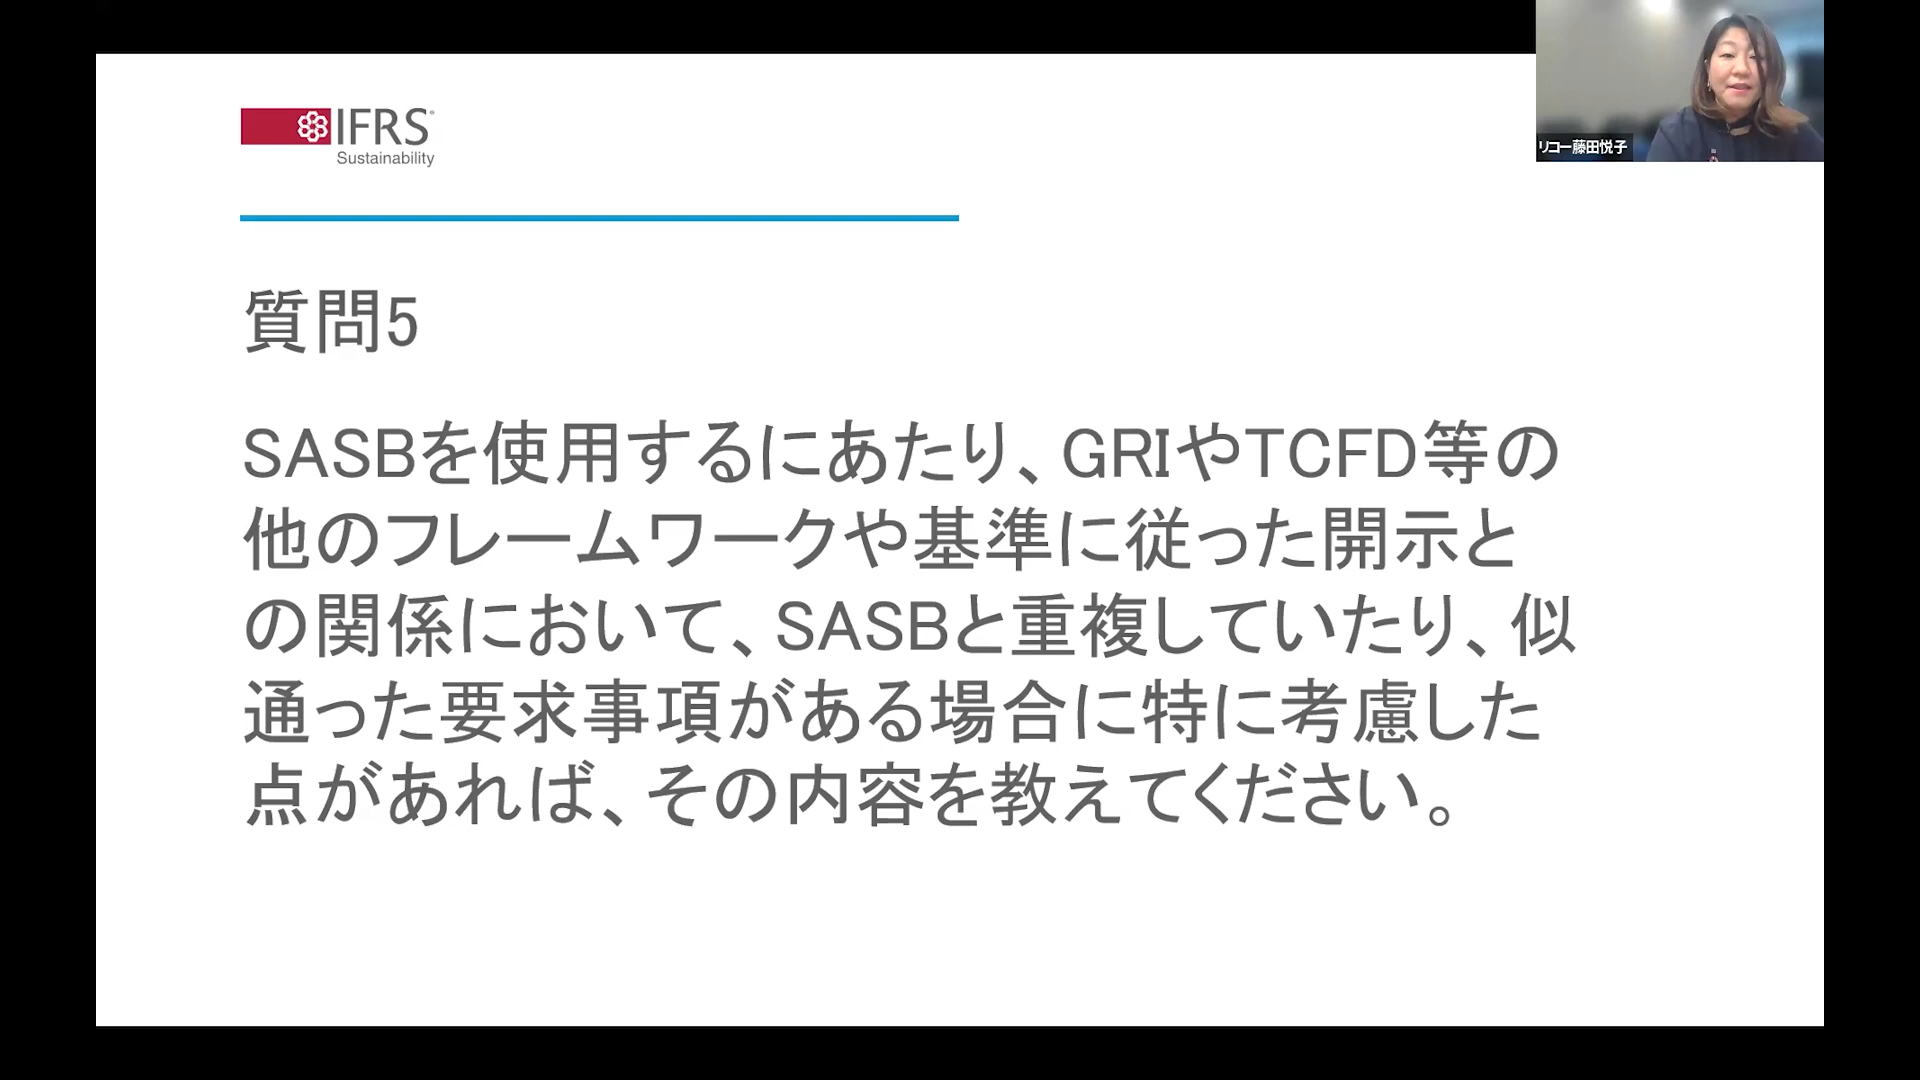 IFRS
Sustainability
リコー藤田悦子
質問5
SASBを使用するにあたり、GRIやTCFD等の
他のフレームワークや基準に従った開示と
の関係において、SASBと重複していたり、似
通った要求事項がある場合に特に考慮した
点があれば、その内容を教えてください。